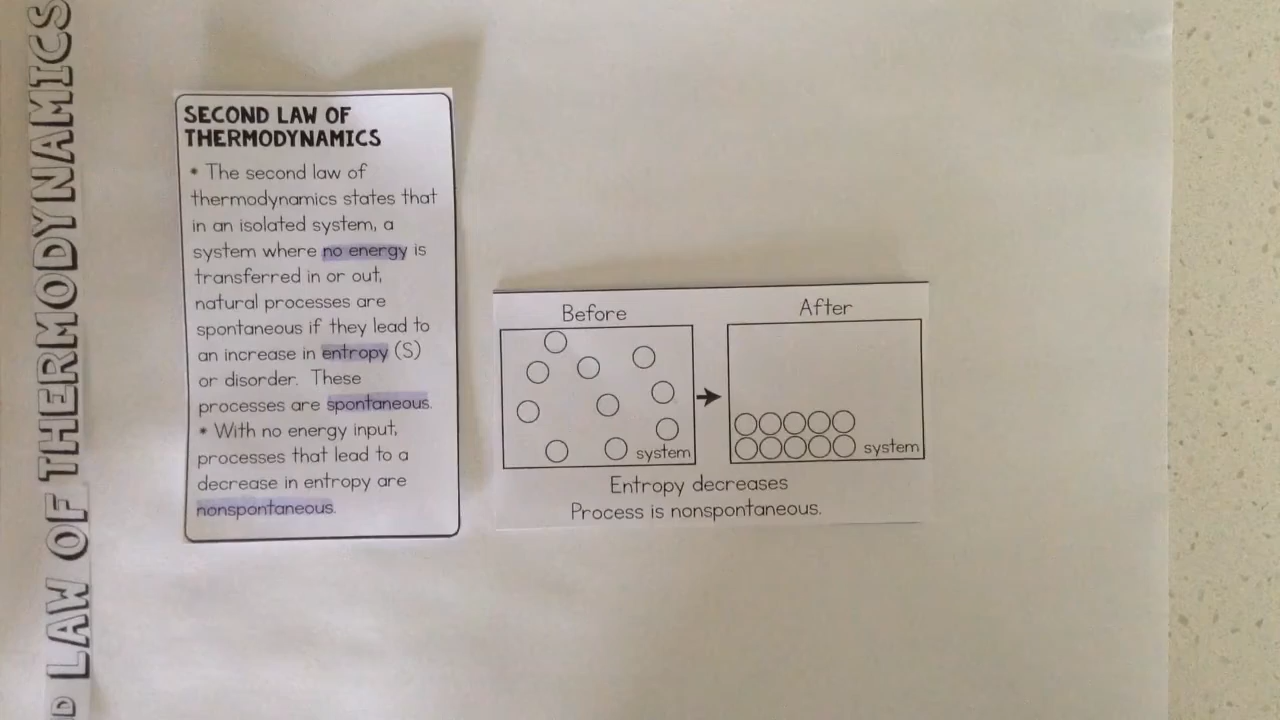 D LAW OF THERMODYNAMICS
SECOND LAW OF
THERMODYNAMICS
* The second law of
thermodynamics states that
in an isolated system, a
system where no energy is
transferred in or out,
natural processes are
spontaneous if they lead to
an increase in entropy (S)
or disorder. These
processes are spontaneous.
* With no energy input,
processes that lead to a
decrease in entropy are
nonspontaneous.
Before
After
system
system
Entropy decreases
Process is nonspontaneous.